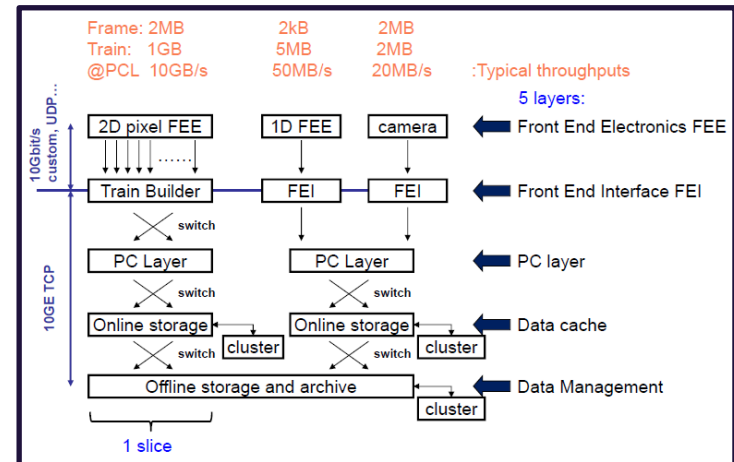 Frame: 2MB 2kB 2MB
Train: 1GB 5MB 2MB
@PCL 10GB/s 50MB/s 20MB/s :Typical throughputs
5 layers:
10Gbit/s
custom, UDP...
2D pixel FEE 1D FEE camera Front End Electronics FEE
......
Train Builder FEI FEI Front End Interface FEI
switch
10GE TCP
PC Layer PC Layer PC layer
switch switch
Online storage Online storage Data cache
cluster cluster
switch switch
Offline storage and archive Data Management
cluster
1 slice